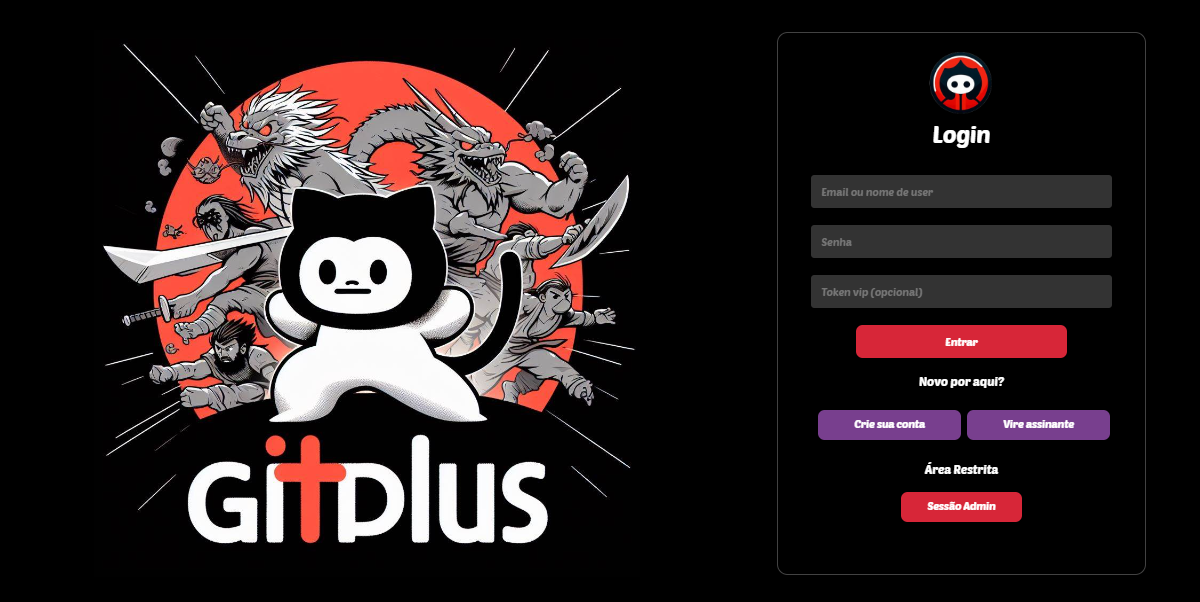 gitplus
Login
Email ou nome de user
Senha
Token vip (opcional)
Entrar
Novo por aqui?
Crie sua conta
Vire assinante
Área Restrita
Sessão Admin